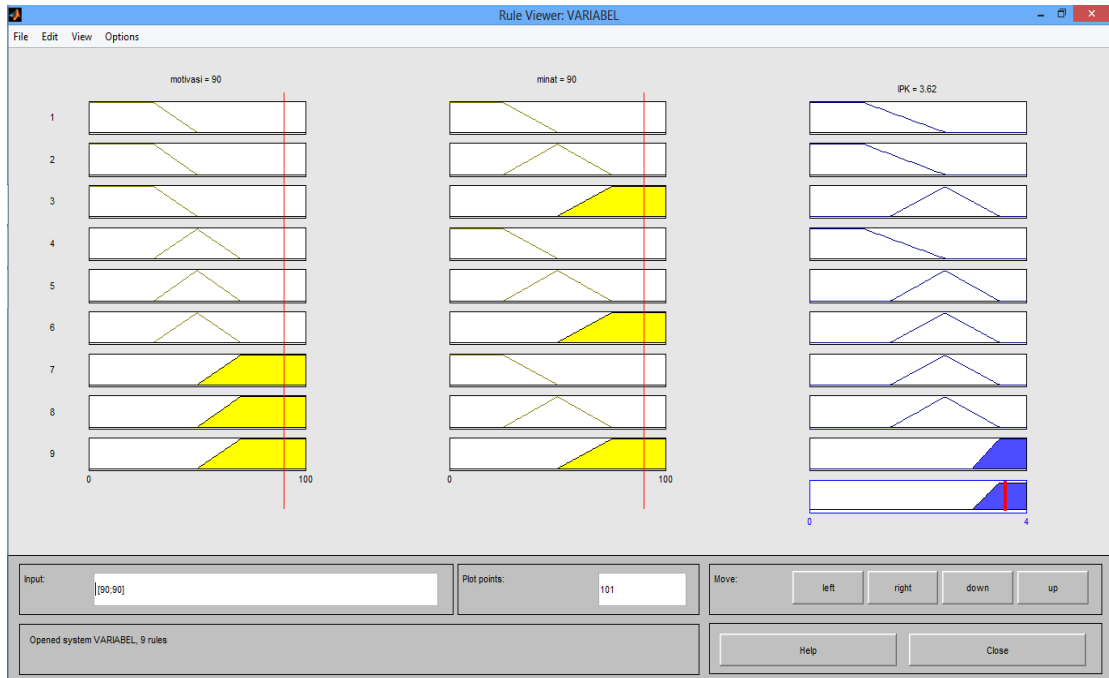 Rule Viewer: VARIABEL
File Edit View Options
motivasi = 90
minat = 90
IPK = 3.62
1
2
3
4
5
6
7
8
9
0 100
0 100
0 4
Input:
[90;90]
Plot points:
101
Move:
left
right
down
up
Opened system VARIABEL, 9 rules
Help
Close